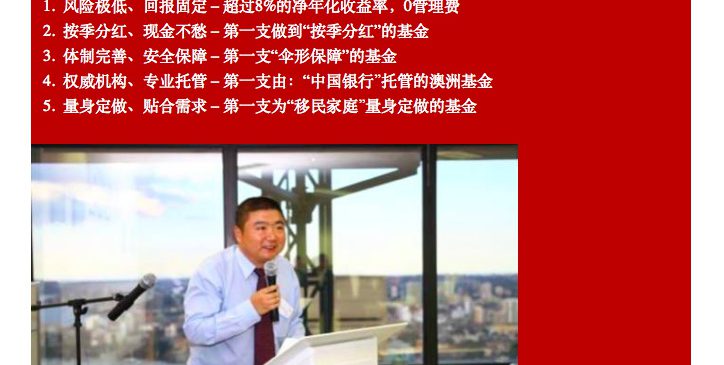 1. 风险极低、回报固定 – 超过8%的净年化收益率，0管理费
2. 按季分红、现金不愁 – 第一支做到“按季分红”的基金
3. 体制完善、安全保障 – 第一支“伞形保障”的基金
4. 权威机构、专业托管 – 第一支由：“中国银行”托管的澳洲基金
5. 量身定做、贴合需求 – 第一支为“移民家庭”量身定做的基金